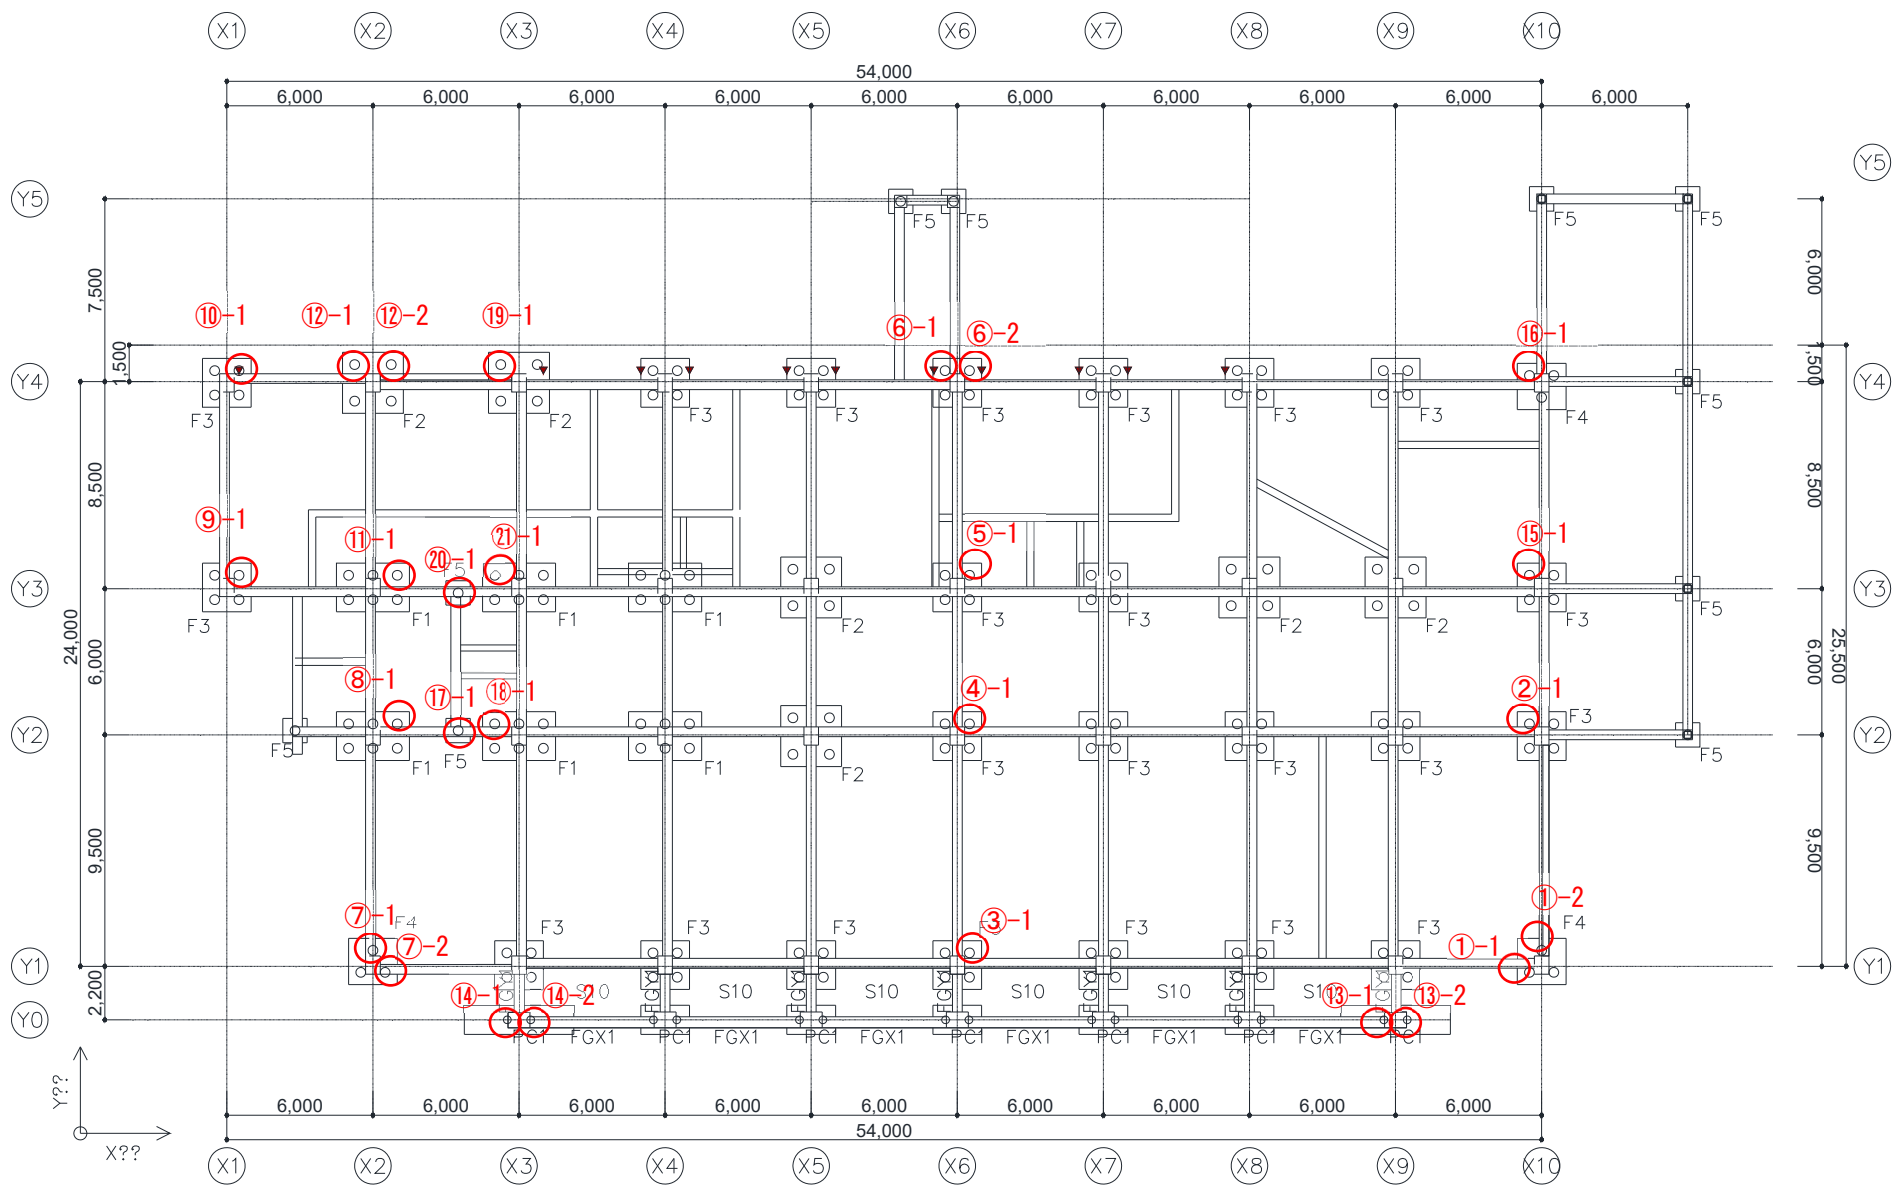 X1 X2 X3 X4 X5 X6 X7 X8 X9 X10
54,000
6,000 6,000 6,000 6,000 6,000 6,000 6,000 6,000 6,000 6,000
Y5
Y5
F5 F5 F5 F5
7,500
6,000
⑩-1 ⑫-1 ⑫-2 ⑲-1 ⑥-1 ⑥-2 ⑯-1
1,500
1,500
Y4
Y4
F3 F2 F2 F3 F3 F3 F3 F3 F3 F4 F5
8,500
8,500
⑨-1 ⑪-1 ⑳-1 ㉑-1 ⑤-1 ⑮-1
F5
Y3
Y3
F3 F1 F1 F1 F2 F3 F3 F2 F2 F3 F5
24,000
6,000
6,000
25,500
⑧-1 ⑰-1 ⑱-1 ④-1 ②-1
F3
Y2
Y2
F5 F1 F5 F1 F1 F2 F3 F3 F3 F3 F5
9,500
9,500
⑦-1 ⑦-2 ③-1 ①-1 ①-2
F4 F3 F3 F3 F3 F3 F3 F4
Y1
Y1
2,200
S10 S10 S10 S10 S10 S10
⑭-1 ⑭-2 ⑬-1 ⑬-2
Y0
PC1 FGX1 PC1 FGX1 PC1 FGX1 PC1 FGX1 PC1 FGX1 PC1 FGX1 PC1
Y??
X??
6,000 6,000 6,000 6,000 6,000 6,000 6,000 6,000 6,000
54,000
X1 X2 X3 X4 X5 X6 X7 X8 X9 X10